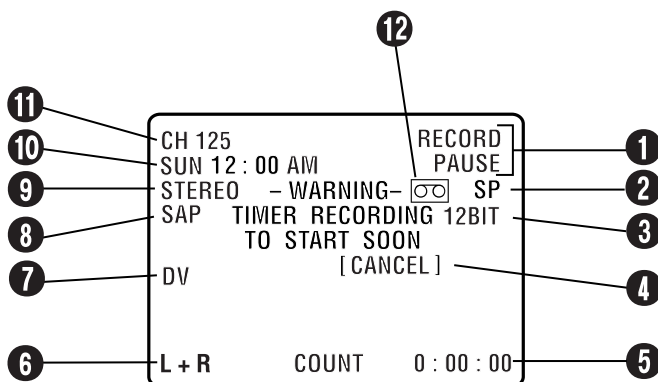 12
11
CH 125 RECORD 1
10
SUN 12 : 00 AM PAUSE
9 STEREO – WARNING– SP 2
8 SAP TIMER RECORDING 12BIT 3
TO START SOON
7 DV [CANCEL] 4
6 L + R COUNT 0 : 00 : 00 5